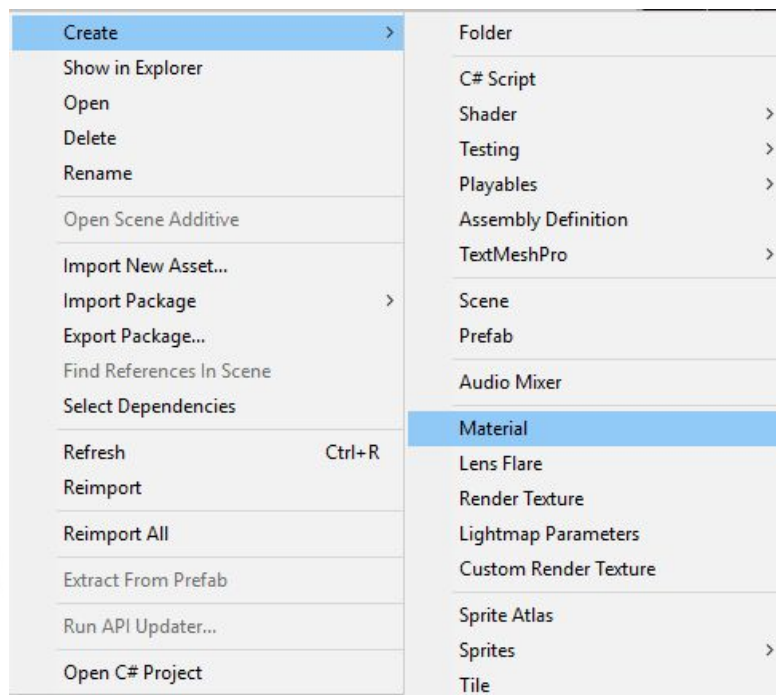 Create
Show in Explorer
Open
Delete
Rename
Open Scene Additive
Import New Asset...
Import Package
Export Package...
Find References In Scene
Select Dependencies
Refresh Ctrl+R
Reimport
Reimport All
Extract From Prefab
Run API Updater...
Open C# Project
Folder
C# Script
Shader
Testing
Playables
Assembly Definition
TextMeshPro
Scene
Prefab
Audio Mixer
Material
Lens Flare
Render Texture
Lightmap Parameters
Custom Render Texture
Sprite Atlas
Sprites
Tile